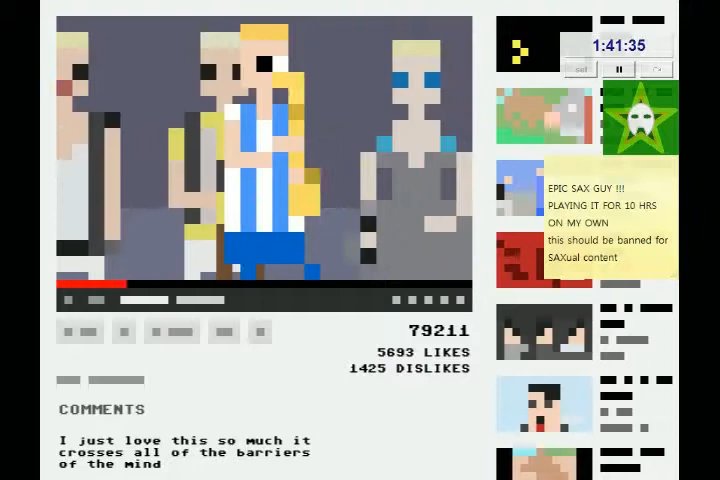 1:41:35
EPIC SAX GUY !!!
PLAYING IT FOR 10 HRS
ON MY OWN
this should be banned for
SAXual content
79211
5693 LIKES
1425 DISLIKES
COMMENTS
I just love this so much it
crosses all of the barriers
of the mind